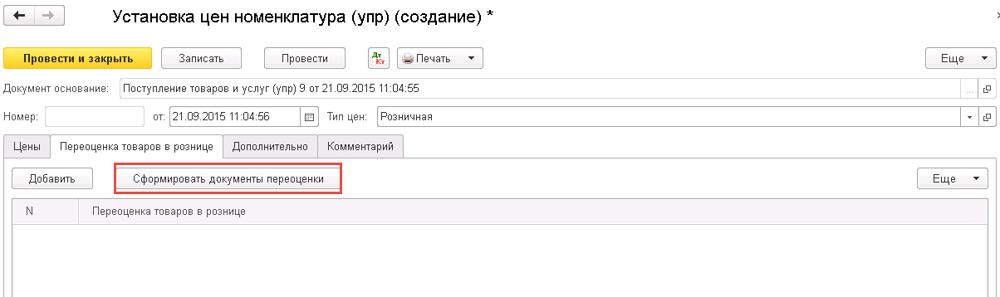 Установка цен номенклатура (упр) (создание) *
Провести и закрыть Записать Провести Дт Кт Печать Еще
Документ основание: Поступление товаров и услуг (упр) 9 от 21.09.2015 11:04:55 ...
Номер: от: 21.09.2015 11:04:56 Тип цен: Розничная
Цены Переоценка товаров в рознице Дополнительно Комментарий
Добавить Сформировать документы переоценки Еще
N Переоценка товаров в рознице